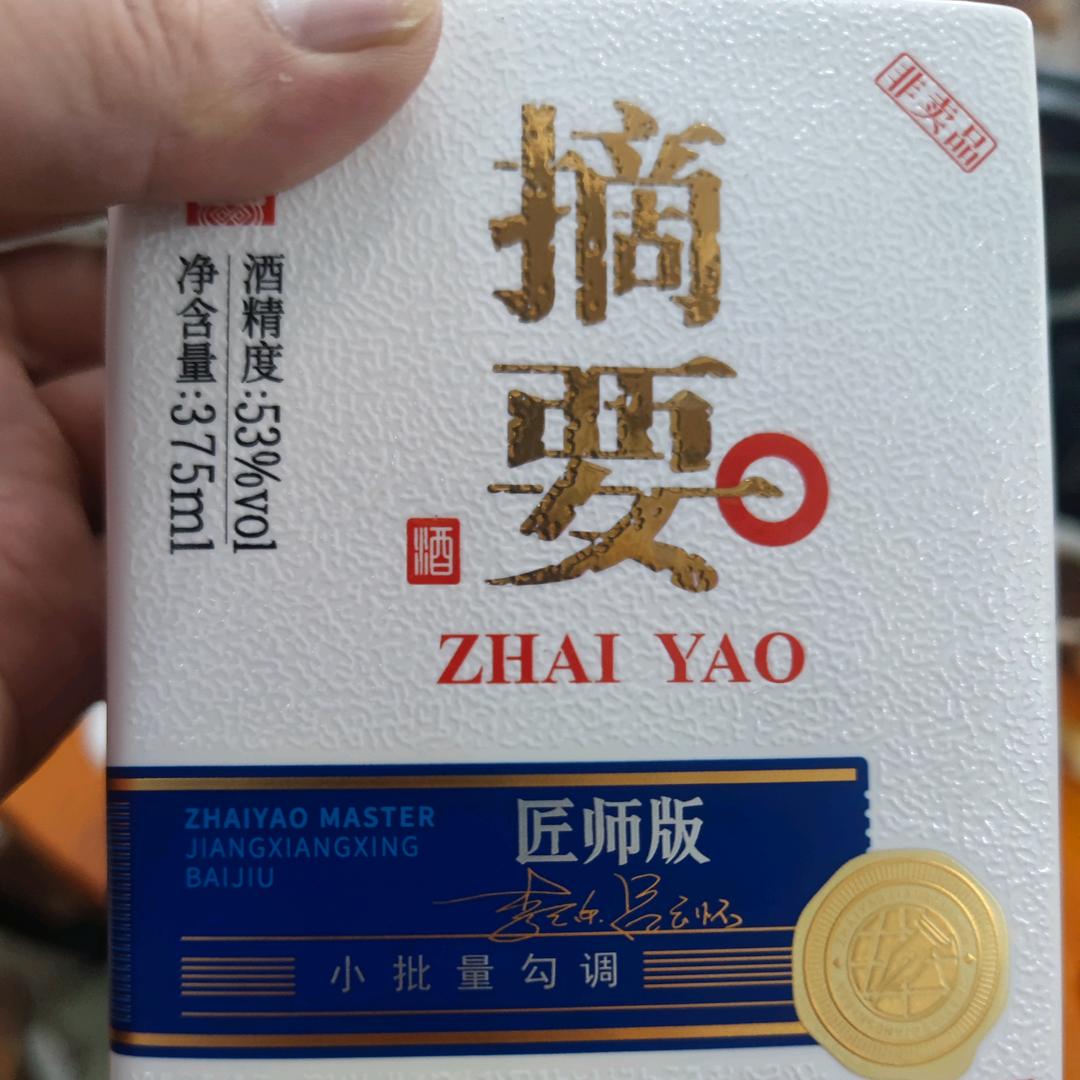 非卖品
摘要
酒
ZHAI YAO
酒精度:53%vol
净含量:375ml
ZHAIYAO MASTER
JIANGXIANGXING
BAIJIU
匠师版
小批量勾调